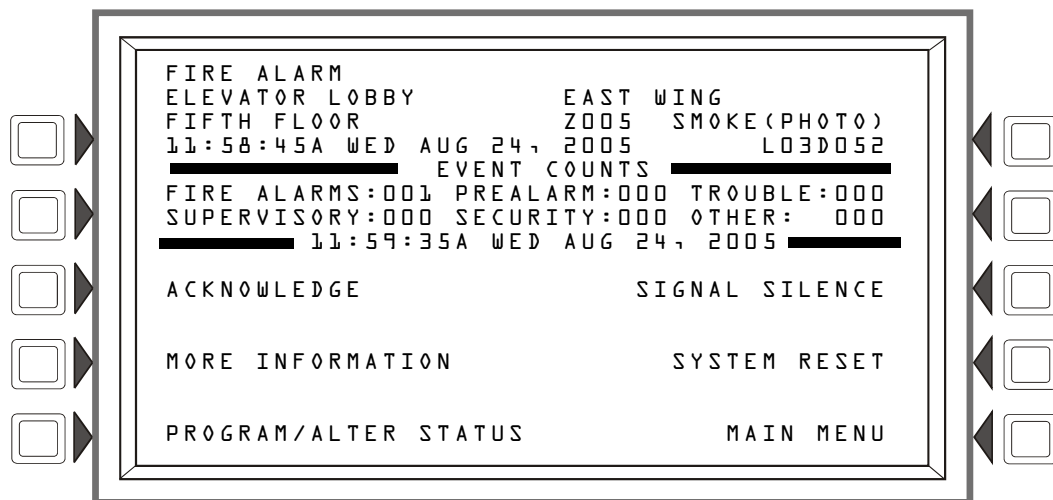 FIRE ALARM
ELEVATOR LOBBY EAST WING
FIFTH FLOOR Z005 SMOKE(PHOTO)
11:58:45A WED AUG 24, 2005 L03D052
EVENT COUNTS
FIRE ALARMS:001 PREALARM:000 TROUBLE:000
SUPERVISORY:000 SECURITY:000 OTHER: 000
11:59:35A WED AUG 24, 2005
ACKNOWLEDGE SIGNAL SILENCE
MORE INFORMATION SYSTEM RESET
PROGRAM/ALTER STATUS MAIN MENU